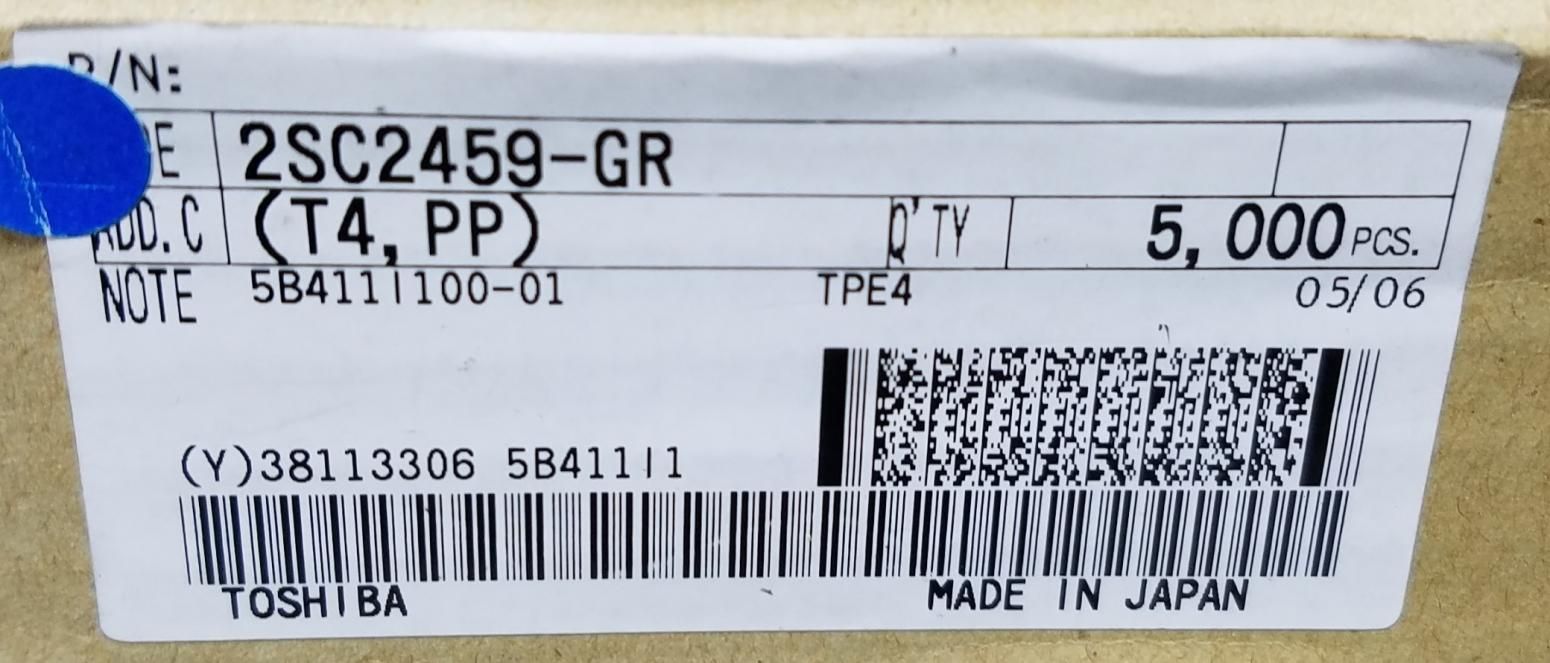 P/N:
2SC2459-GR
ADD.C (T4, PP) Q'TY 5,000 PCS.
NOTE 5B411I100-01 TPE4 05/06
(Y)38113306 5B411I1
TOSHIBA MADE IN JAPAN